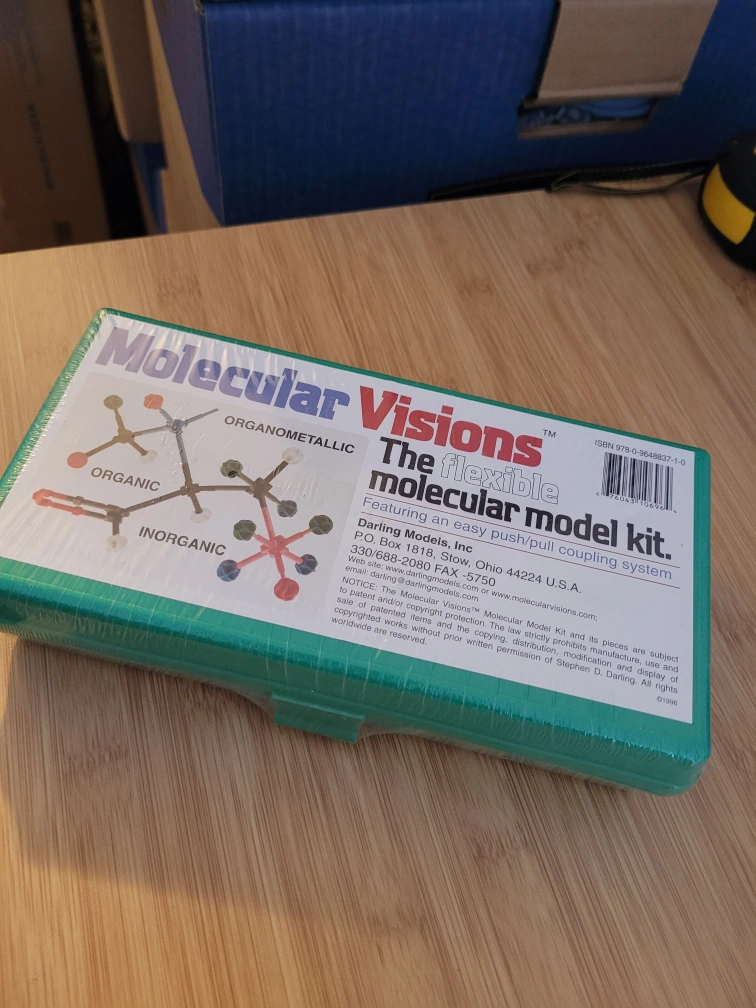 Molecular Visions™
ORGANOMETALLIC
ORGANIC
INORGANIC
ISBN 978-0-9648837-1-0
The flexible
molecular model kit.
Featuring an easy push/pull coupling system
Darling Models, Inc
P.O. Box 1818, Stow, Ohio 44224 U.S.A.
330/688-2080 FAX -5750
Web site: www.darlingmodels.com or www.molecularvisions.com;
email: darling@darlingmodels.com
NOTICE: The Molecular Visions™ Molecular Model Kit and its pieces are subject
to patent and/or copyright protection. The law strictly prohibits manufacture, use and
sale of patented items and the copying, distribution, modification and display of
copyrighted works without prior written permission of Stephen D. Darling. All rights
worldwide are reserved.
©1996